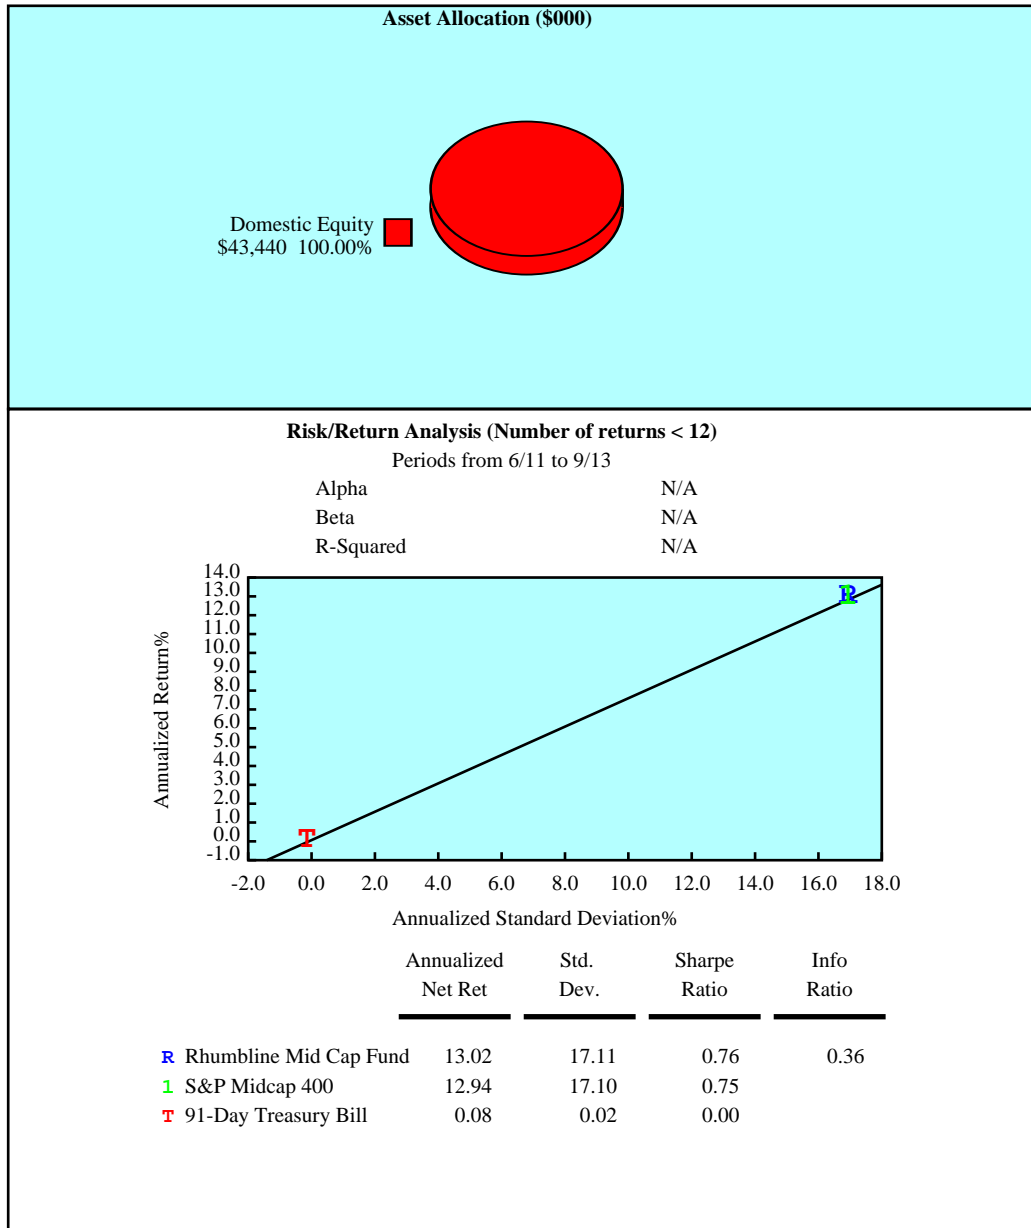 Asset Allocation ($000)
Domestic Equity
$43,440 100.00%
Risk/Return Analysis (Number of returns < 12)
Periods from 6/11 to 9/13
Alpha N/A
Beta N/A
R-Squared N/A
14.0
13.0
12.0
11.0
10.0
9.0
8.0
7.0
6.0
5.0
4.0
3.0
2.0
1.0
0.0
-1.0
Annualized Return%
R
1
T
-2.0 0.0 2.0 4.0 6.0 8.0 10.0 12.0 14.0 16.0 18.0
Annualized Standard Deviation%
Annualized Std. Sharpe Info
Net Ret Dev. Ratio Ratio
R Rhumbline Mid Cap Fund 13.02 17.11 0.76 0.36
1 S&P Midcap 400 12.94 17.10 0.75
T 91-Day Treasury Bill 0.08 0.02 0.00